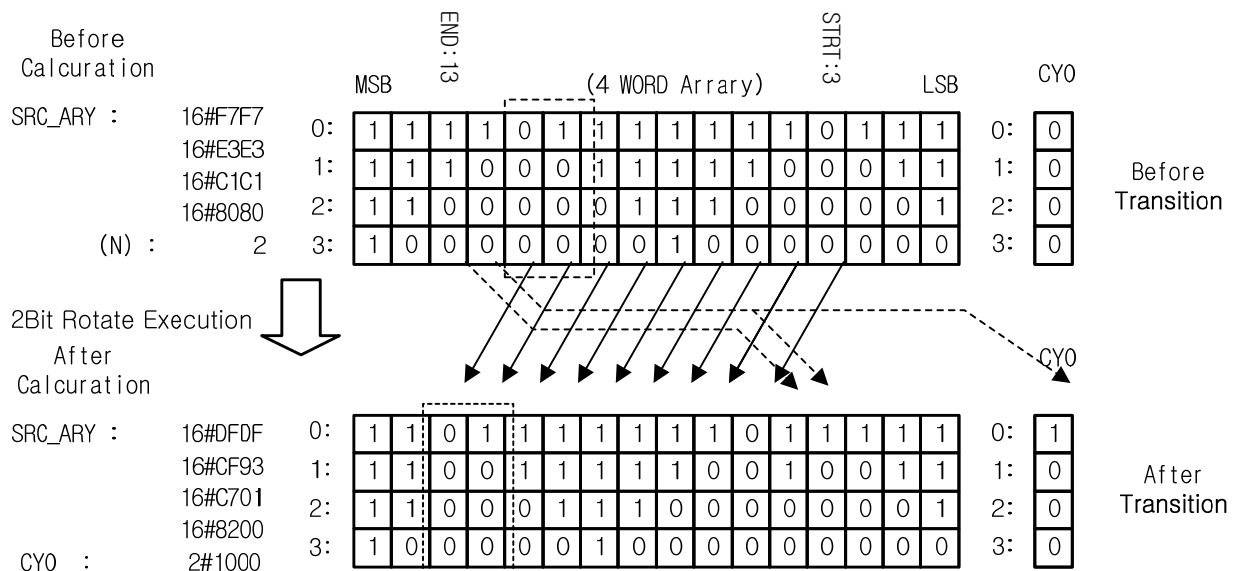 Before
Calcuration
END:13
STRT:3
MSB
(4 WORD Arrary)
LSB
CYO
SRC_ARY : 16#F7F7
16#E3E3
16#C1C1
16#8080
(N) : 2
0: 1 1 1 1 0 1 1 1 1 1 1 1 0 1 1 1 0: 0
1: 1 1 1 0 0 0 1 1 1 1 1 0 0 0 1 1 1: 0
2: 1 1 0 0 0 0 0 1 1 1 0 0 0 0 0 1 2: 0
3: 1 0 0 0 0 0 0 0 1 0 0 0 0 0 0 0 3: 0
Before
Transition
2Bit Rotate Execution
After
Calcuration
CYO
SRC_ARY : 16#DFDF
16#CF93
16#C701
16#8200
CYO : 2#1000
0: 1 1 0 1 1 1 1 1 1 1 0 1 1 1 1 1 0: 1
1: 1 1 0 0 1 1 1 1 1 0 0 1 0 0 1 1 1: 0
2: 1 1 0 0 0 1 1 1 0 0 0 0 0 0 0 1 2: 0
3: 1 0 0 0 0 0 1 0 0 0 0 0 0 0 0 0 3: 0
After
Transition